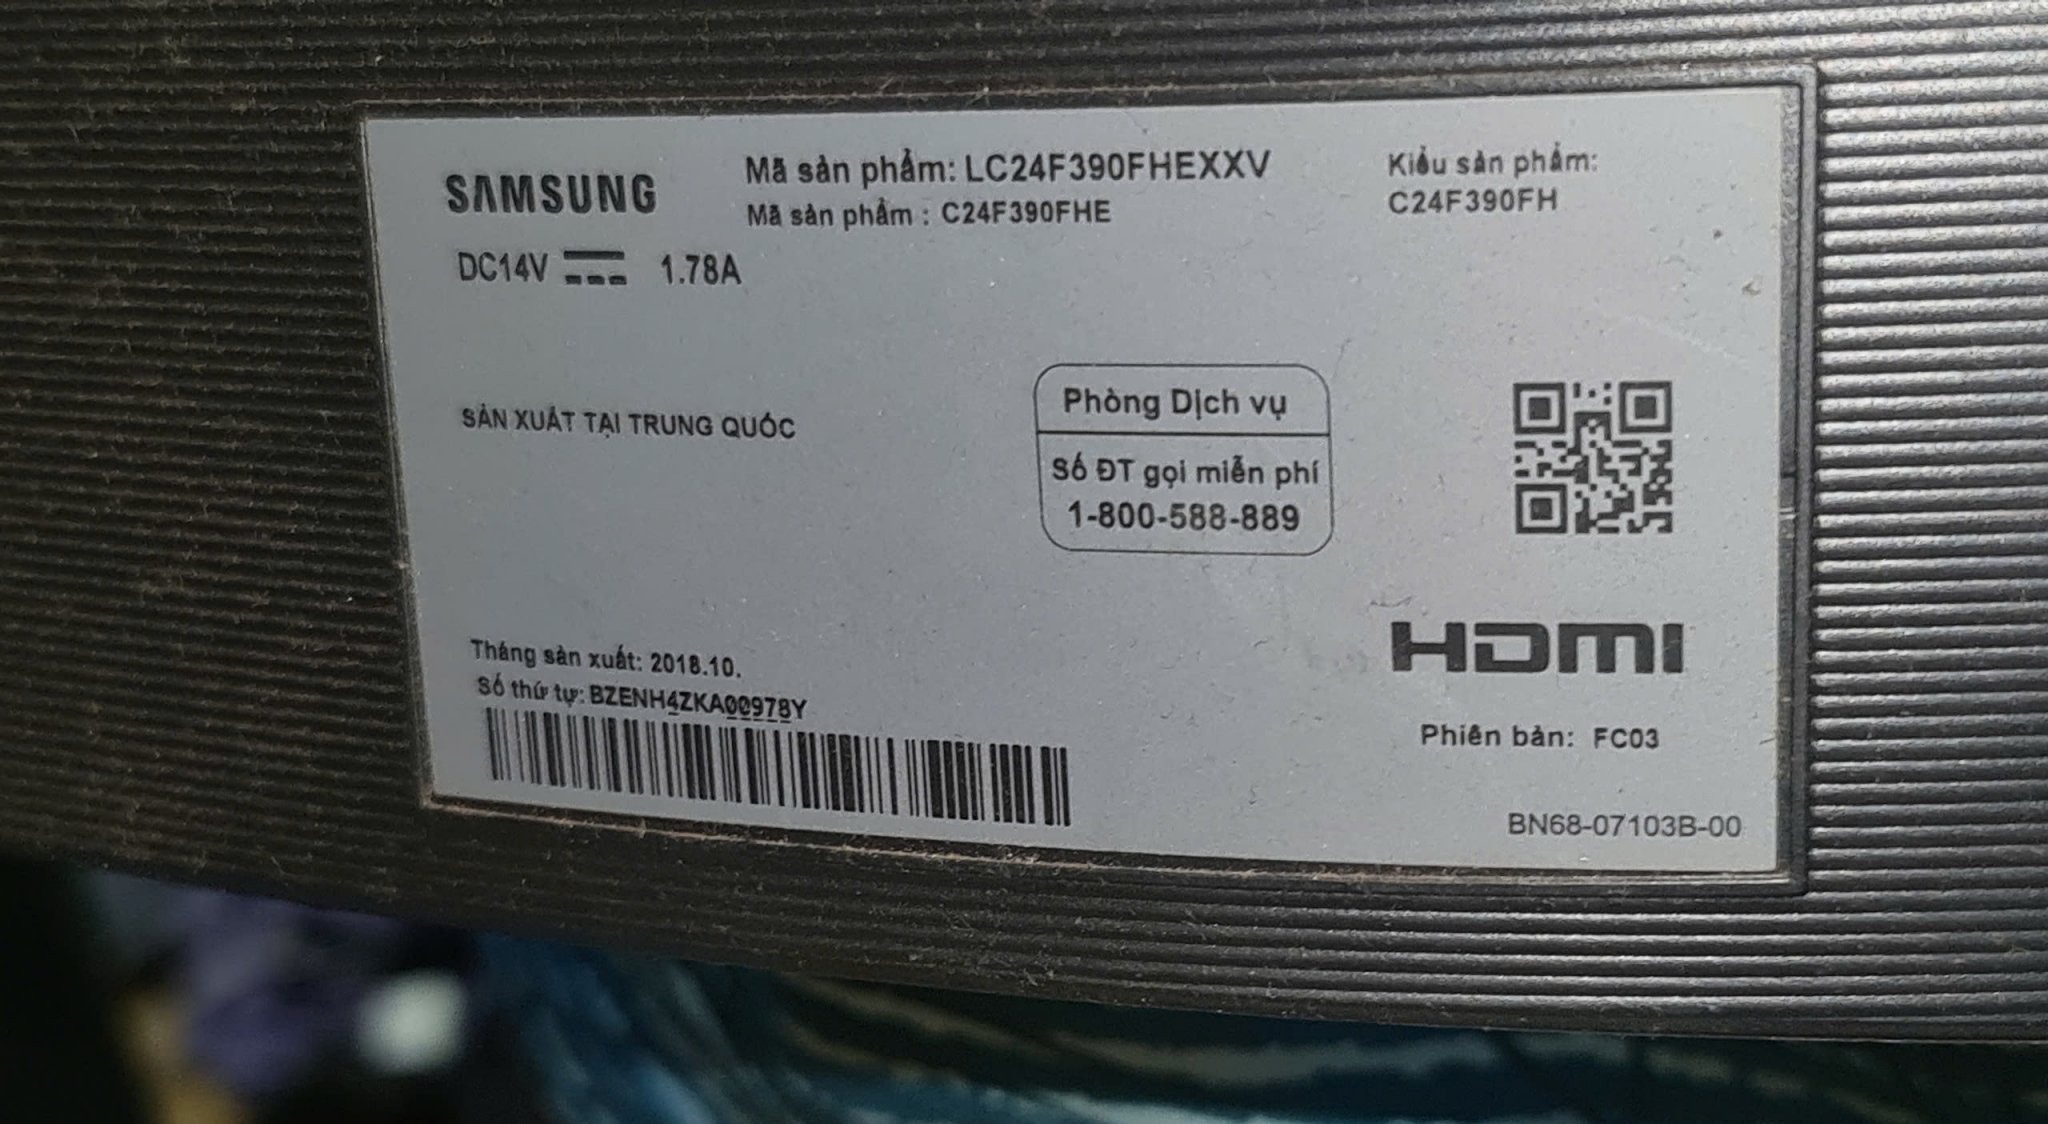 SAMSUNG
Mã sản phẩm: LC24F390FHEXXV
Mã sản phẩm : C24F390FHE
Kiểu sản phẩm:
C24F390FH
DC14V 1.78A
SẢN XUẤT TẠI TRUNG QUỐC
Phòng Dịch vụ
Số ĐT gọi miễn phí
1-800-588-889
HDMI
Tháng sản xuất: 2018.10.
Số thứ tự: BZENH4ZKA00978Y
Phiên bản: FC03
BN68-07103B-00